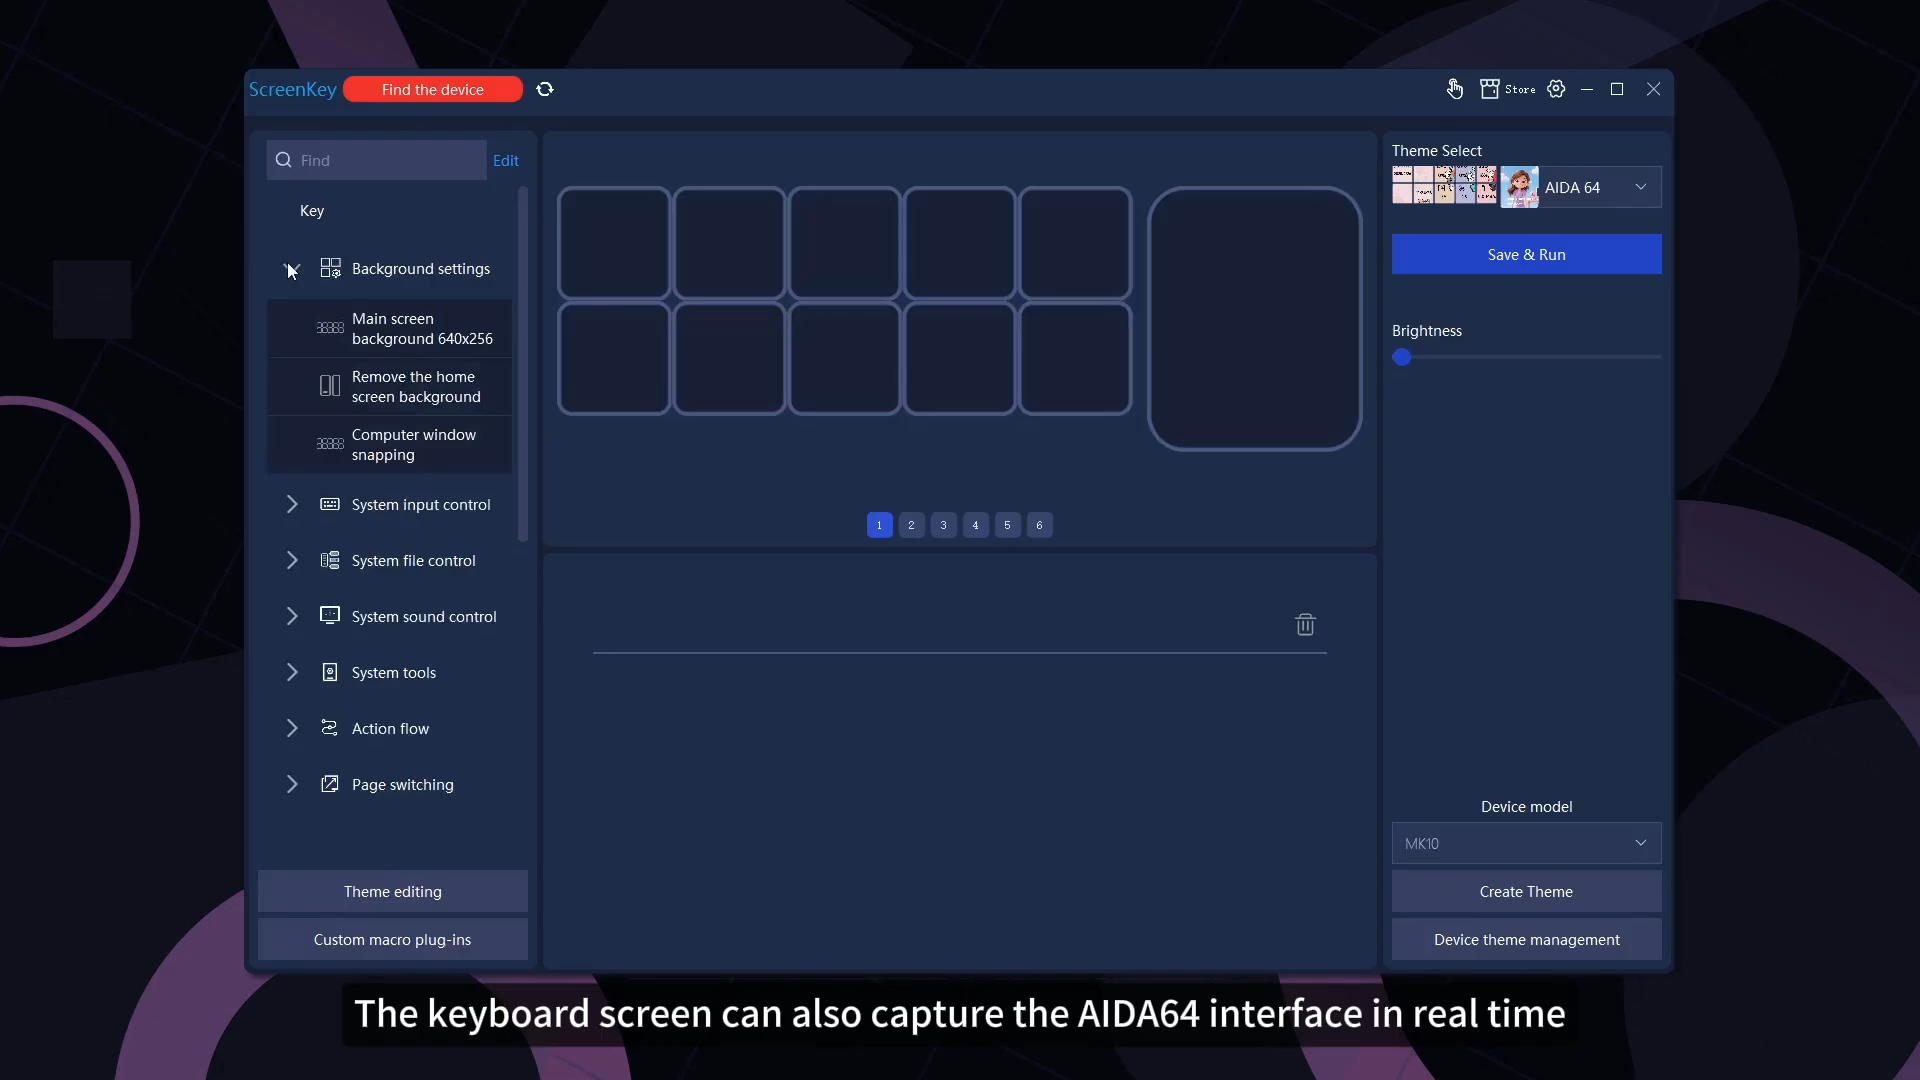 ScreenKey
Find the device
Store
Find
Edit
Key
Background settings
Main screen
background 640x256
Remove the home
screen background
Computer window
snapping
System input control
System file control
System sound control
System tools
Action flow
Page switching
Theme editing
Custom macro plug-ins
1 2 3 4 5 6
Theme Select
AIDA 64
Save & Run
Brightness
Device model
MK10
Create Theme
Device theme management
The keyboard screen can also capture the AIDA64 interface in real time